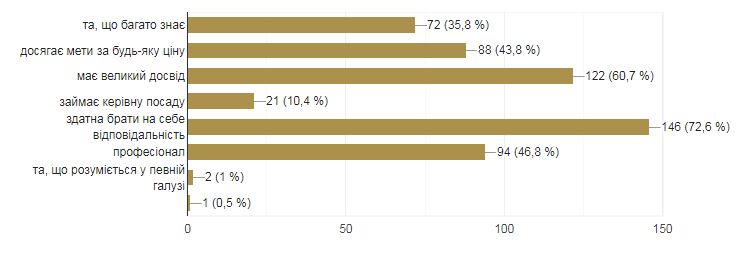 та, що багато знає
72 (35,8 %)
досягає мети за будь-яку ціну
88 (43,8 %)
має великий досвід
122 (60,7 %)
займає керівну посаду
21 (10,4 %)
здатна брати на себе
відповідальність
146 (72,6 %)
професіонал
94 (46,8 %)
та, що розуміється у певній
галузі
2 (1 %)
1 (0,5 %)
0 50 100 150